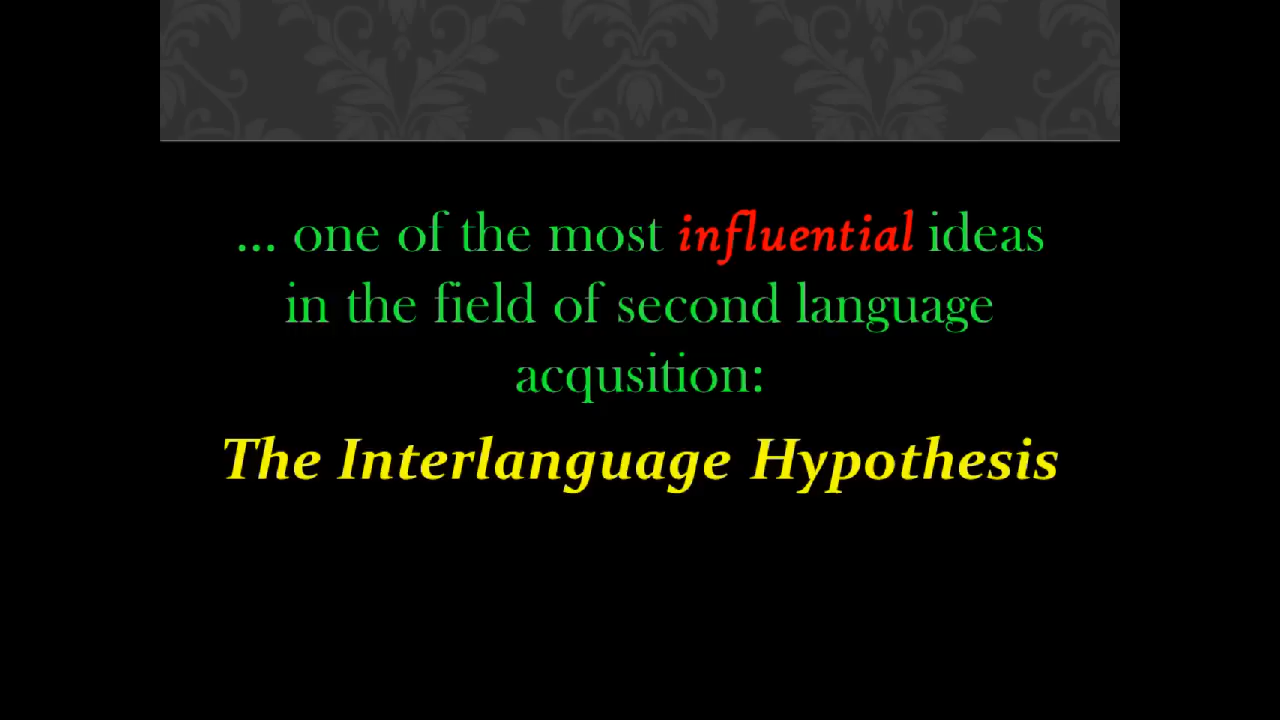 ... one of the most influential ideas
in the field of second language
acqusition:
The Interlanguage Hypothesis